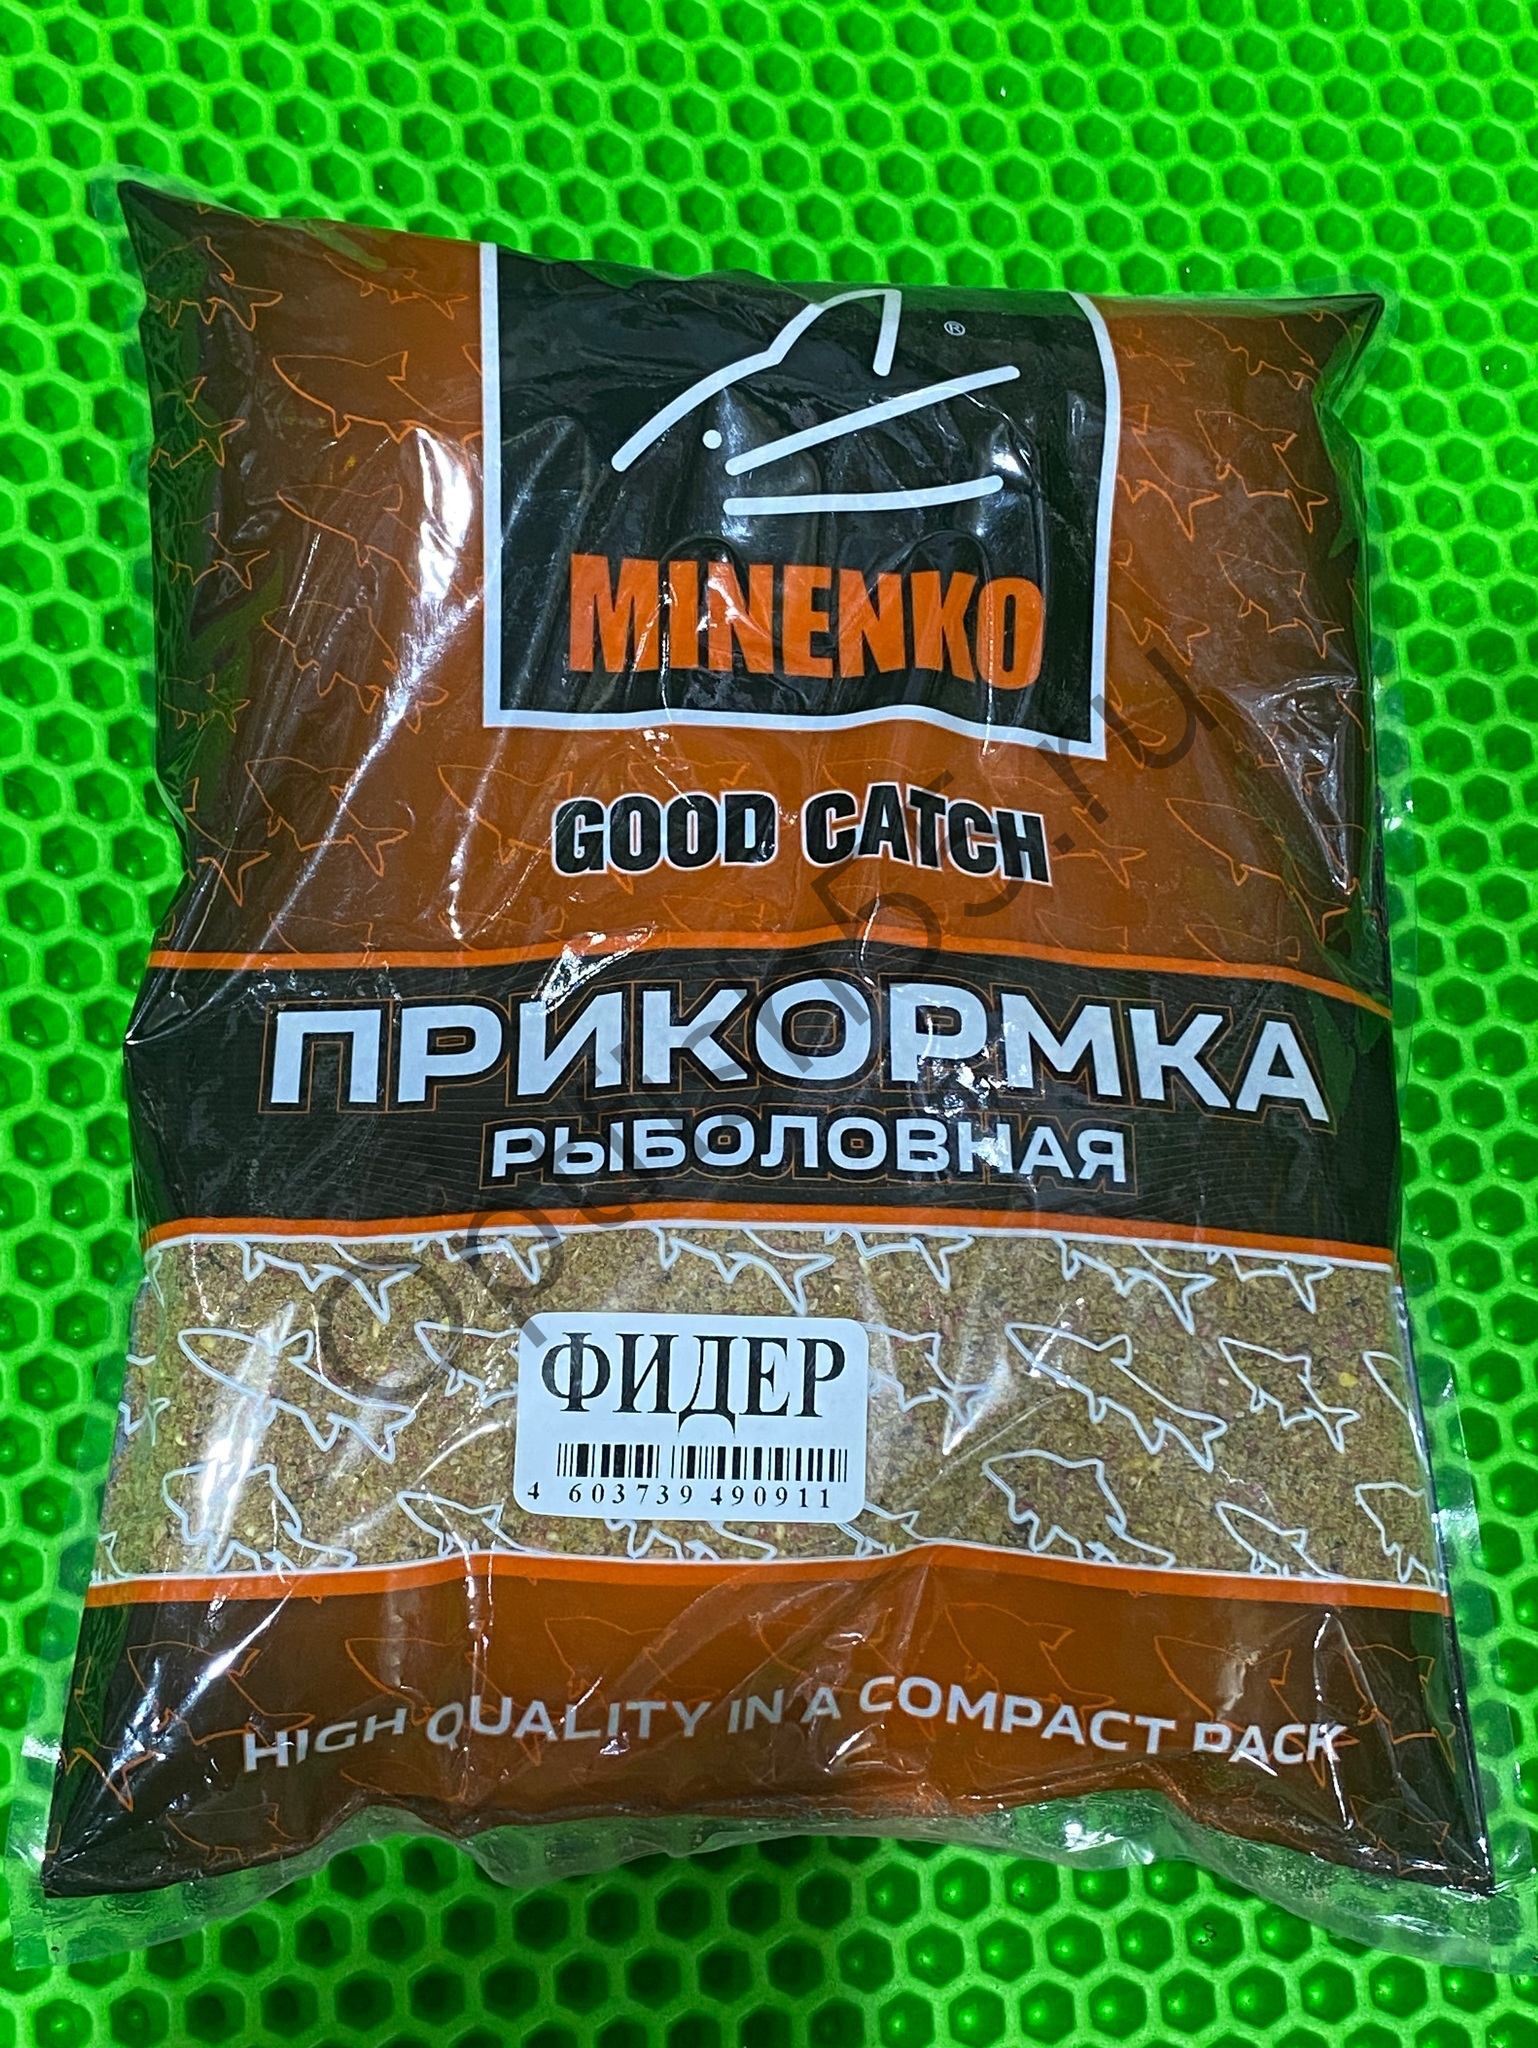 ®
MINENKO
GOOD CATCH
ПРИКОРМКА
РЫБОЛОВНАЯ
ФИДЕР
4 603739 490911
HIGH QUALITY IN A COMPACT PACK